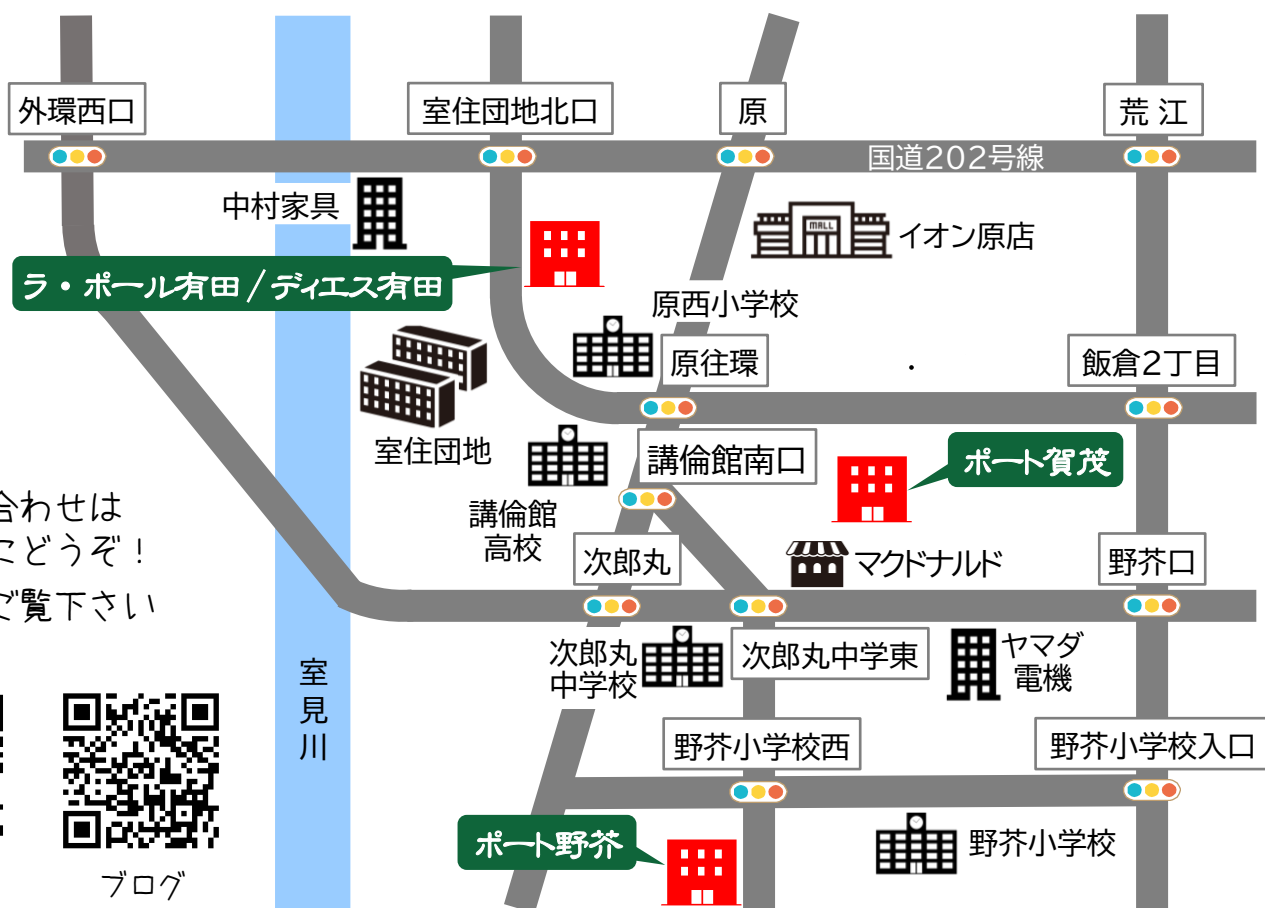 外環西口
室住団地北口
原
荒 江
国道202号線
中村家具
MALL
イオン原店
ラ・ポール有田/ディエス有田
原西小学校
原往環
飯倉2丁目
室住団地
講倫館南口
ポート賀茂
合わせは
にどうぞ!
ご覧下さい
講倫館
高校
次郎丸
マクドナルド
野芥口
次郎丸
中学校
次郎丸中学東
ヤマダ
電機
室見川
野芥小学校西
野芥小学校入口
ポート野芥
野芥小学校
ブログ